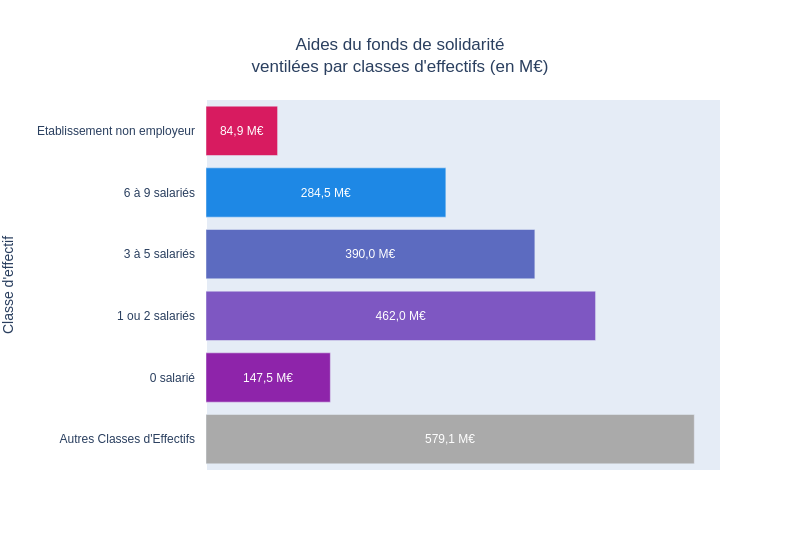 Aides du fonds de solidarité
ventilées par classes d'effectifs (en M€)
Classe d'effectif
Etablissement non employeur
84,9 M€
6 à 9 salariés
284,5 M€
3 à 5 salariés
390,0 M€
1 ou 2 salariés
462,0 M€
0 salarié
147,5 M€
Autres Classes d'Effectifs
579,1 M€